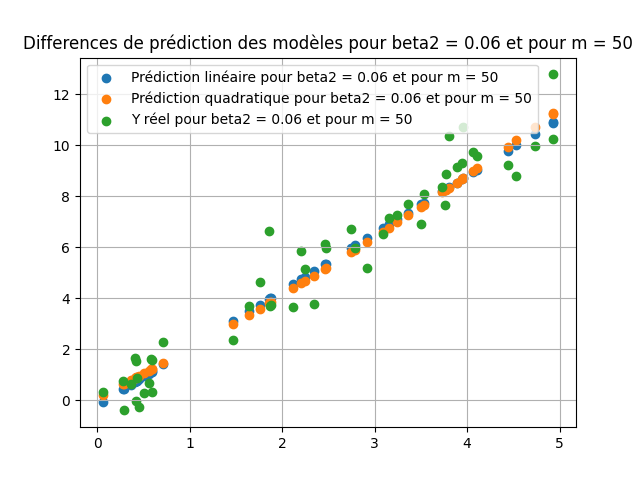 Differences de prédiction des modèles pour beta2 = 0.06 et pour m = 50
Prédiction linéaire pour beta2 = 0.06 et pour m = 50
Prédiction quadratique pour beta2 = 0.06 et pour m = 50
Y réel pour beta2 = 0.06 et pour m = 50
12
10
8
6
4
2
0
0 1 2 3 4 5